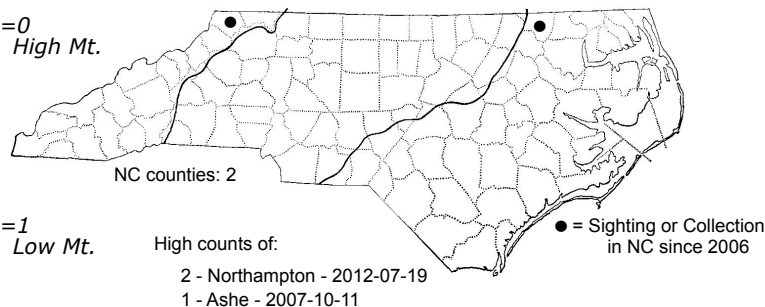 =0
High Mt.
NC counties: 2
=1
Low Mt.
High counts of:
2 - Northampton - 2012-07-19
1 - Ashe - 2007-10-11
● = Sighting or Collection
in NC since 2006